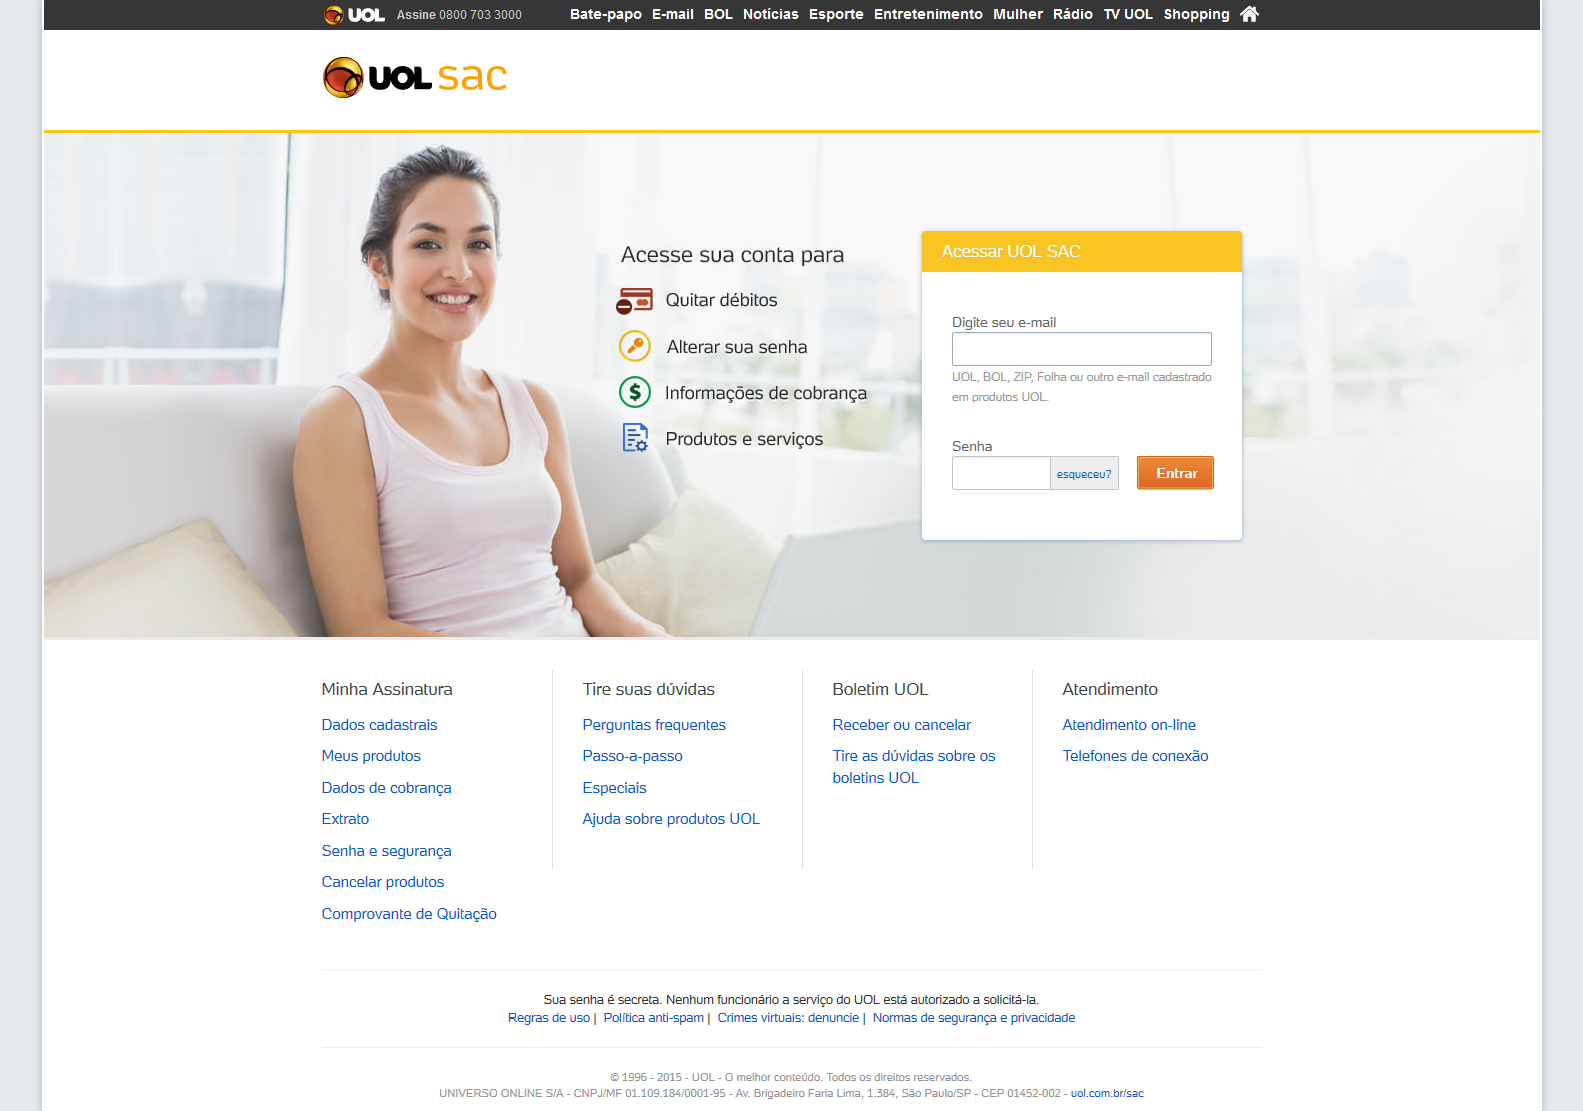 UOL Assine 0800 703 3000 Bate-papo E-mail BOL Notícias Esporte Entretenimento Mulher Rádio TV UOL Shopping
UOL sac
Acesse sua conta para
Quitar débitos
Alterar sua senha
Informações de cobrança
Produtos e serviços
Acessar UOL SAC
Digite seu e-mail
UOL, BOL, ZIP, Folha ou outro e-mail cadastrado
em produtos UOL.
Senha
esqueceu?
Entrar
Minha Assinatura
Dados cadastrais
Meus produtos
Dados de cobrança
Extrato
Senha e segurança
Cancelar produtos
Comprovante de Quitação
Tire suas dúvidas
Perguntas frequentes
Passo-a-passo
Especiais
Ajuda sobre produtos UOL
Boletim UOL
Receber ou cancelar
Tire as dúvidas sobre os
boletins UOL
Atendimento
Atendimento on-line
Telefones de conexão
Sua senha é secreta. Nenhum funcionário a serviço do UOL está autorizado a solicitá-la.
Regras de uso | Política anti-spam | Crimes virtuais: denuncie | Normas de segurança e privacidade
© 1996 - 2015 - UOL - O melhor conteúdo. Todos os direitos reservados.
UNIVERSO ONLINE S/A - CNPJ/MF 01.109.184/0001-95 - Av. Brigadeiro Faria Lima, 1.384, São Paulo/SP - CEP 01452-002 - uol.com.br/sac